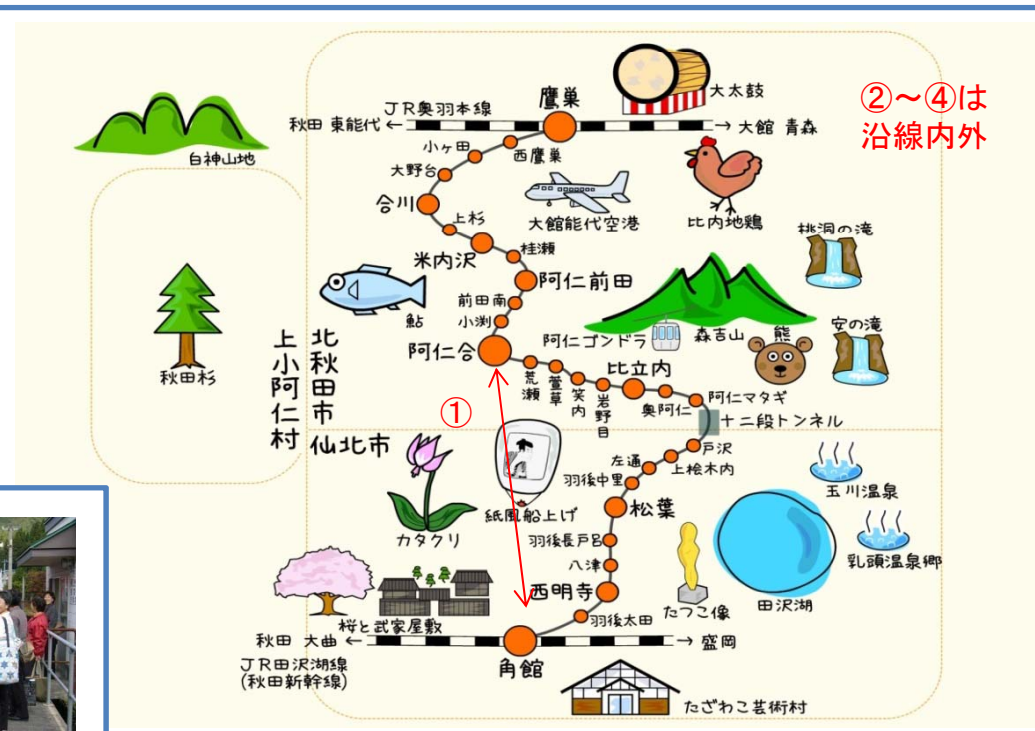 大太鼓
②～④は
沿線内外
鷹巣
JR奥羽本線
秋田 東能代 ←
→ 大館 青森
白神山地
小ヶ田
西鷹巣
大野台
合川
上杉
大館能代空港
比内地鶏
米内沢
桂瀬
桃洞の滝
鮎
阿仁前田
前田南
小渕
阿仁合
阿仁ゴンドラ
森吉山
熊
安の滝
秋田杉
北秋田市
上小阿仁村
荒瀬
萱草
笑内
岩野目
比立内
奥阿仁
阿仁マタギ
十二段トンネル
①
仙北市
戸沢
上桧木内
左通
羽後中里
松葉
玉川温泉
カタクリ
紙風船上げ
羽後長戸呂
八津
西明寺
羽後太田
たつこ像
田沢湖
乳頭温泉郷
桜と武家屋敷
秋田 大曲 ←
→ 盛岡
JR田沢湖線
(秋田新幹線)
角館
たざわこ芸術村